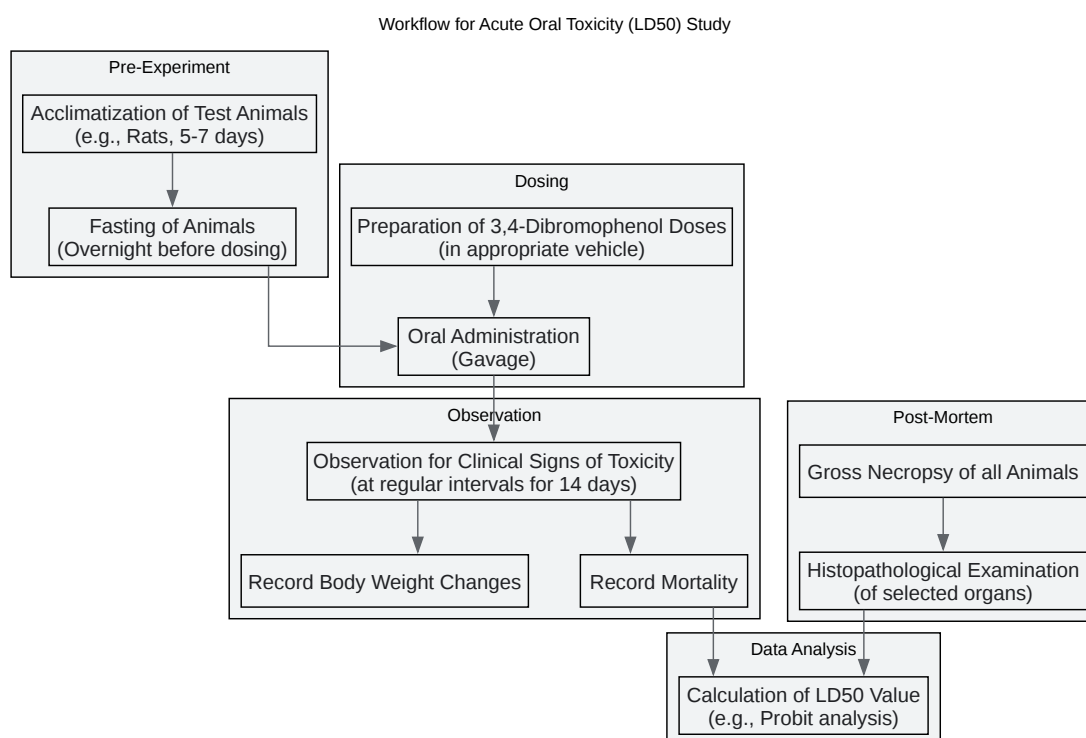 Workflow for Acute Oral Toxicity (LD50) Study
Pre-Experiment
Acclimatization of Test Animals
(e.g., Rats, 5-7 days)
Fasting of Animals
(Overnight before dosing)
Dosing
Preparation of 3,4-Dibromophenol Doses
(in appropriate vehicle)
Oral Administration
(Gavage)
Observation
Observation for Clinical Signs of Toxicity
(at regular intervals for 14 days)
Record Body Weight Changes
Record Mortality
Post-Mortem
Gross Necropsy of all Animals
Histopathological Examination
(of selected organs)
Data Analysis
Calculation of LD50 Value
(e.g., Probit analysis)